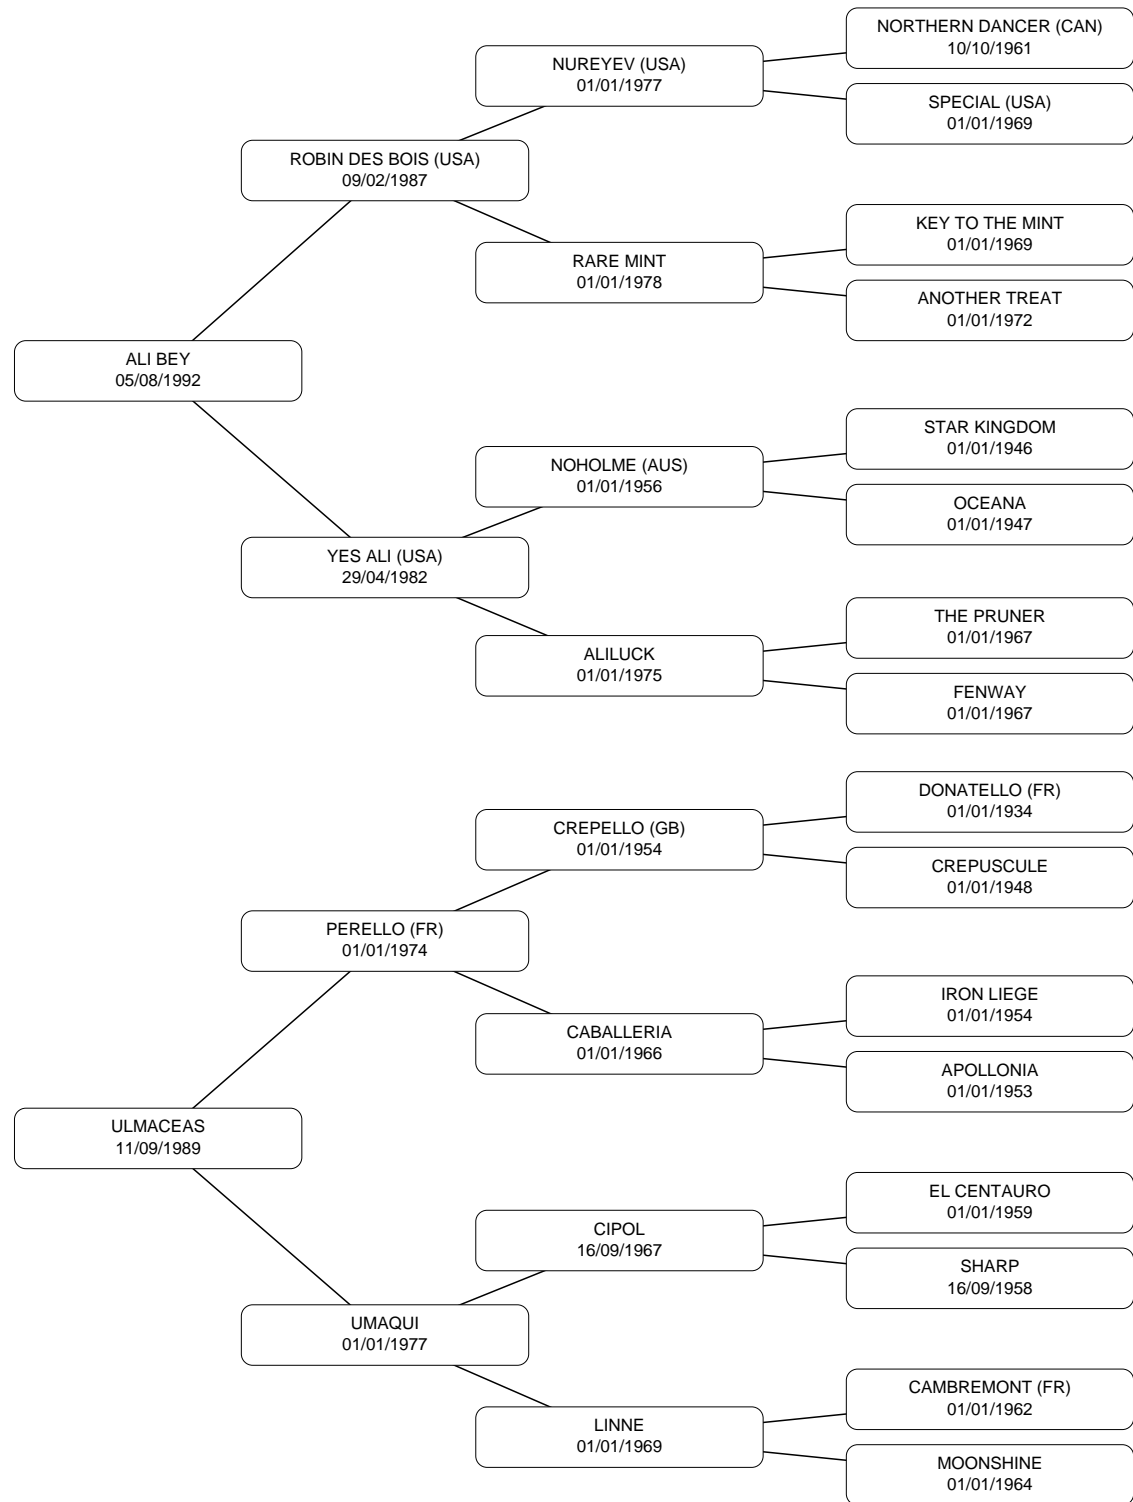 NORTHERN DANCER (CAN)
10/10/1961
NUREYEV (USA)
01/01/1977
SPECIAL (USA)
01/01/1969
ROBIN DES BOIS (USA)
09/02/1987
KEY TO THE MINT
01/01/1969
RARE MINT
01/01/1978
ANOTHER TREAT
01/01/1972
ALI BEY
05/08/1992
STAR KINGDOM
01/01/1946
NOHOLME (AUS)
01/01/1956
OCEANA
01/01/1947
YES ALI (USA)
29/04/1982
THE PRUNER
01/01/1967
ALILUCK
01/01/1975
FENWAY
01/01/1967
DONATELLO (FR)
01/01/1934
CREPELLO (GB)
01/01/1954
CREPUSCULE
01/01/1948
PERELLO (FR)
01/01/1974
IRON LIEGE
01/01/1954
CABALLERIA
01/01/1966
APOLLONIA
01/01/1953
ULMACEAS
11/09/1989
EL CENTAURO
01/01/1959
CIPOL
16/09/1967
SHARP
16/09/1958
UMAQUI
01/01/1977
CAMBREMONT (FR)
01/01/1962
LINNE
01/01/1969
MOONSHINE
01/01/1964